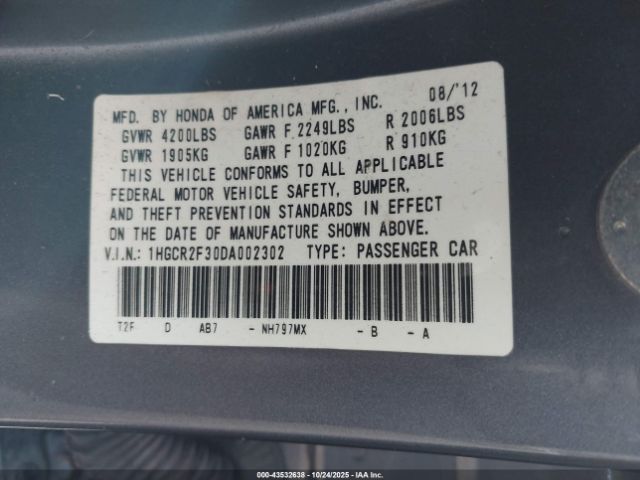 MFD. BY HONDA OF AMERICA MFG., INC. 08/'12
GVWR 4200LBS GAWR F 2249LBS R 2006LBS
GVWR 1905KG GAWR F 1020KG R 910KG
THIS VEHICLE CONFORMS TO ALL APPLICABLE
FEDERAL MOTOR VEHICLE SAFETY, BUMPER,
AND THEFT PREVENTION STANDARDS IN EFFECT
ON THE DATE OF MANUFACTURE SHOWN ABOVE.
V.I.N.: 1HGCR2F30DA002302 TYPE: PASSENGER CAR
T2F D AB7 - NH797MX - B - A
000-43532638 - 10/24/2025 - Copyright © 2025 IAA, Inc.